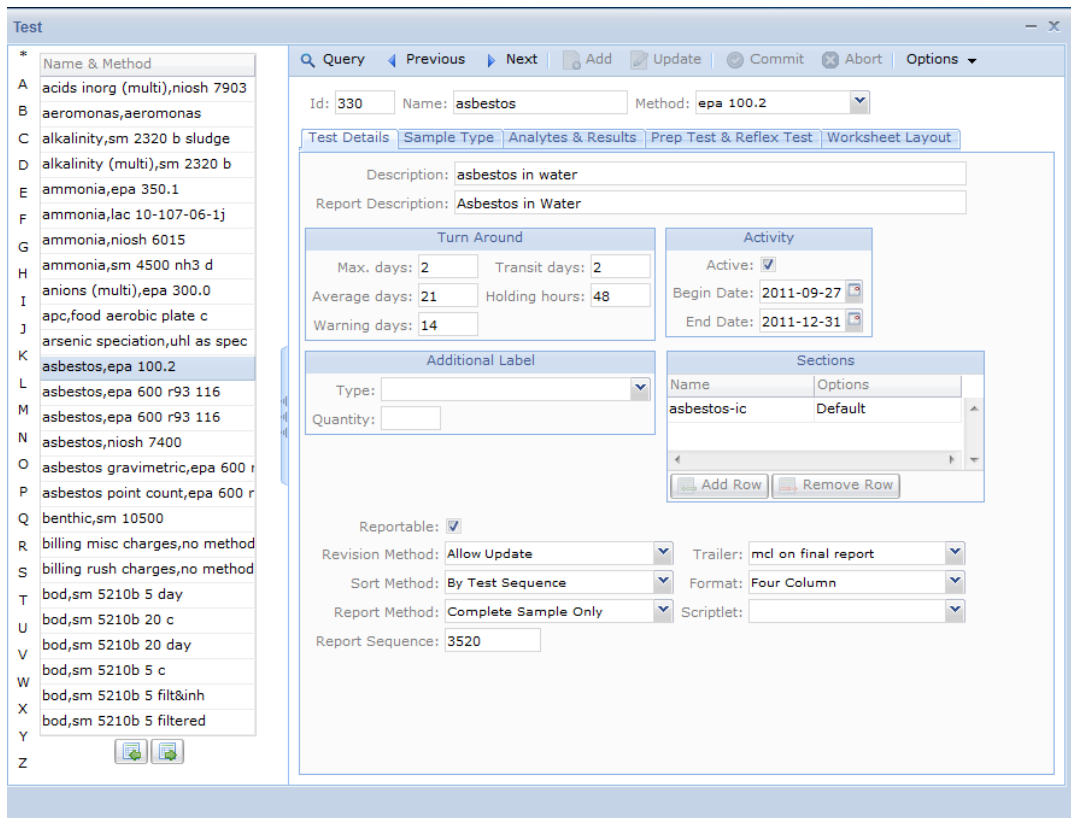 Test
*
A
B
C
D
E
F
G
H
I
J
K
L
M
N
O
P
Q
R
S
T
U
V
W
X
Y
Z
Name & Method
acids inorg (multi),niosh 7903
aeromonas,aeromonas
alkalinity,sm 2320 b sludge
alkalinity (multi),sm 2320 b
ammonia,epa 350.1
ammonia,lac 10-107-06-1j
ammonia,niosh 6015
ammonia,sm 4500 nh3 d
anions (multi),epa 300.0
apc,food aerobic plate c
arsenic speciation,uhl as spec
asbestos,epa 100.2
asbestos,epa 600 r93 116
asbestos,epa 600 r93 116
asbestos,niosh 7400
asbestos gravimetric,epa 600 r
asbestos point count,epa 600 r
benthic,sm 10500
billing misc charges,no method
billing rush charges,no method
bod,sm 5210b 5 day
bod,sm 5210b 20 c
bod,sm 5210b 20 day
bod,sm 5210b 5 c
bod,sm 5210b 5 filt&inh
bod,sm 5210b 5 filtered
Query Previous Next Add Update Commit Abort Options
Id: 330 Name: asbestos Method: epa 100.2
Test Details Sample Type Analytes & Results Prep Test & Reflex Test Worksheet Layout
Description: asbestos in water
Report Description: Asbestos in Water
Turn Around
Max. days: 2 Transit days: 2
Average days: 21 Holding hours: 48
Warning days: 14
Activity
Active:
Begin Date: 2011-09-27
End Date: 2011-12-31
Additional Label
Type:
Quantity:
Sections
Name Options
asbestos-ic Default
Add Row Remove Row
Reportable:
Revision Method: Allow Update Trailer: mcl on final report
Sort Method: By Test Sequence Format: Four Column
Report Method: Complete Sample Only Scriptlet:
Report Sequence: 3520